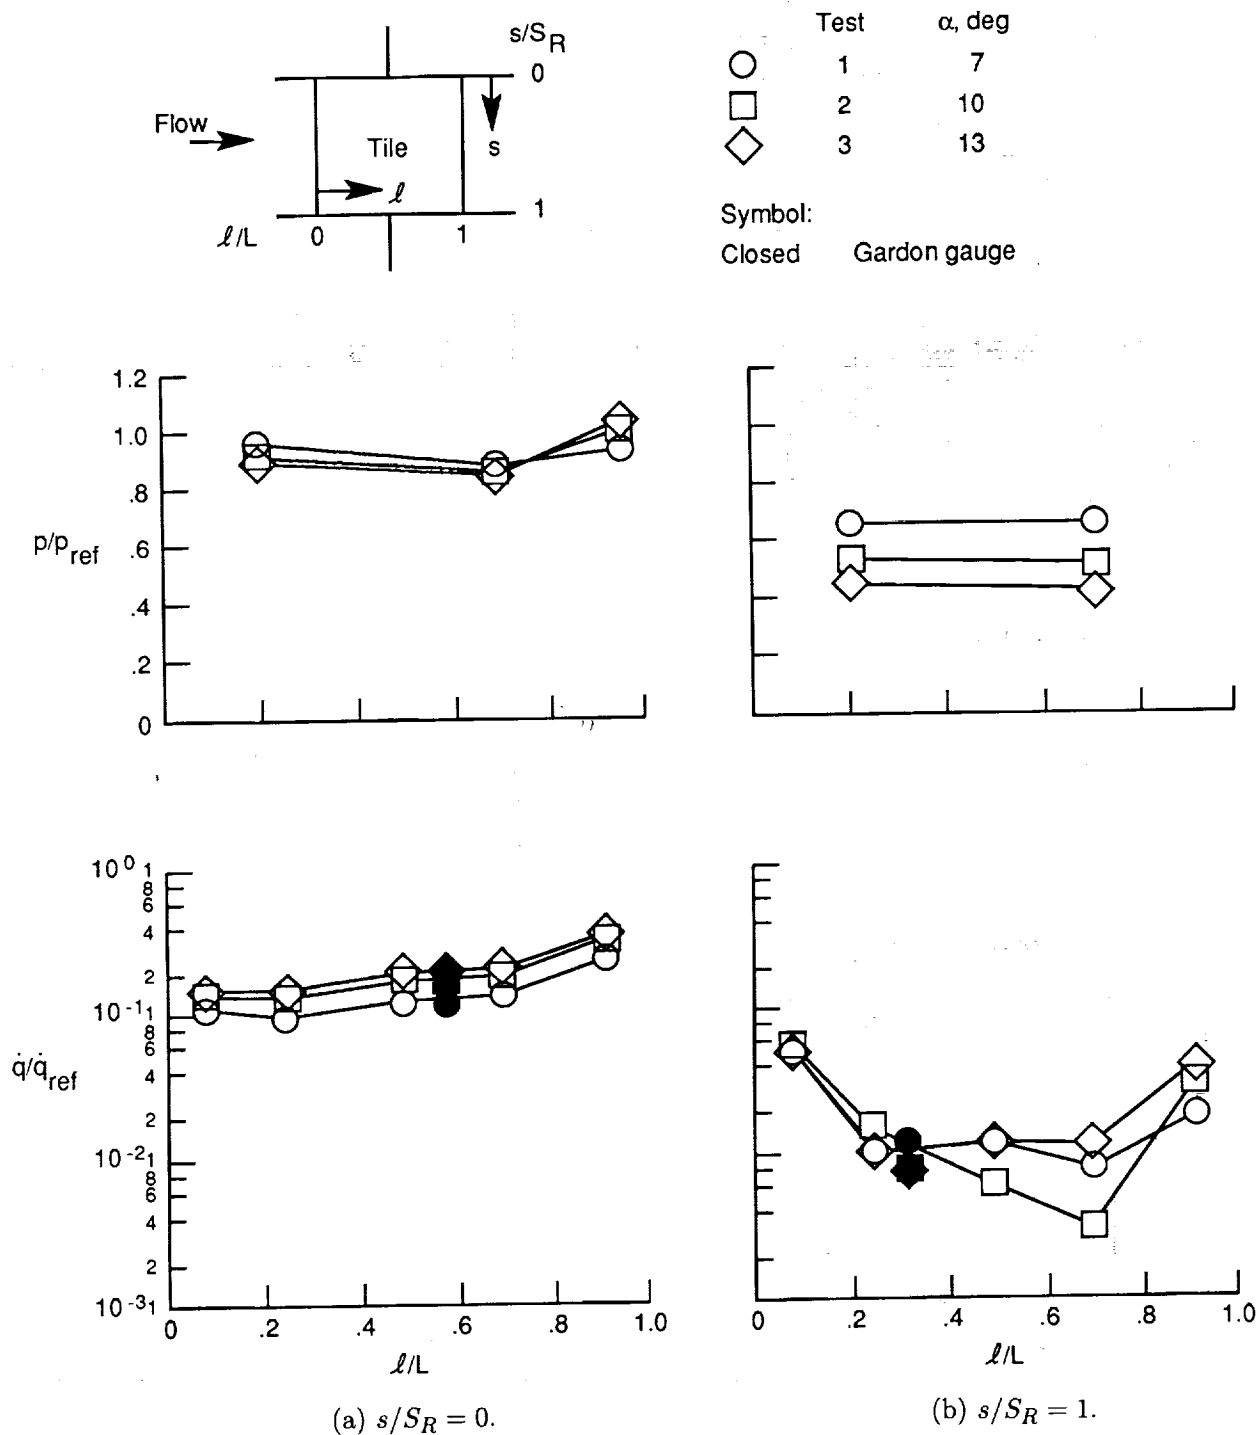 s/S_R
0
Flow
Tile
s
ℓ
1
ℓ/L
0
1
Test α, deg
1 7
2 10
3 13
Symbol:
Closed Gardon gauge
1.2
1.0
.8
.6
.4
.2
0
p/p_ref
10^0 1
8
6
4
2
10^-1 1
8
6
4
2
10^-2 1
8
6
4
2
10^-3 1
q̇/q̇_ref
0 .2 .4 .6 .8 1.0
ℓ/L
(a) s/S_R = 0.
0 .2 .4 .6 .8 1.0
ℓ/L
(b) s/S_R = 1.